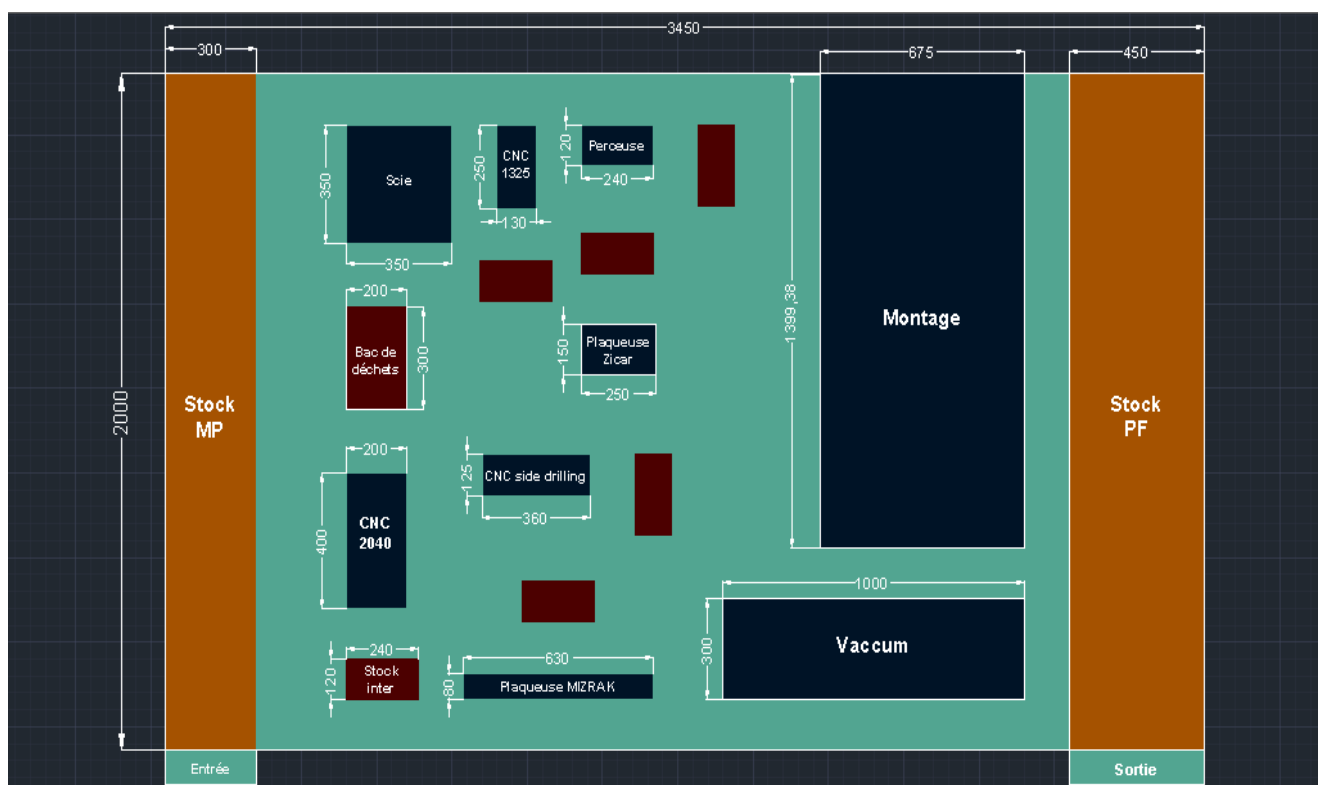 3450
300
675
450
Scie
350
350
CNC
1325
250
130
Perceuse
120
240
Montage
1399,38
200
Bac de
déchets
300
Plaqueuse
Zicar
150
250
Stock
MP
2000
Stock
PF
200
CNC
2040
400
CNC side drilling
125
360
1000
Vaccum
300
240
Stock
inter
120
630
Plaqueuse MIZRAK
80
Entrée
Sortie